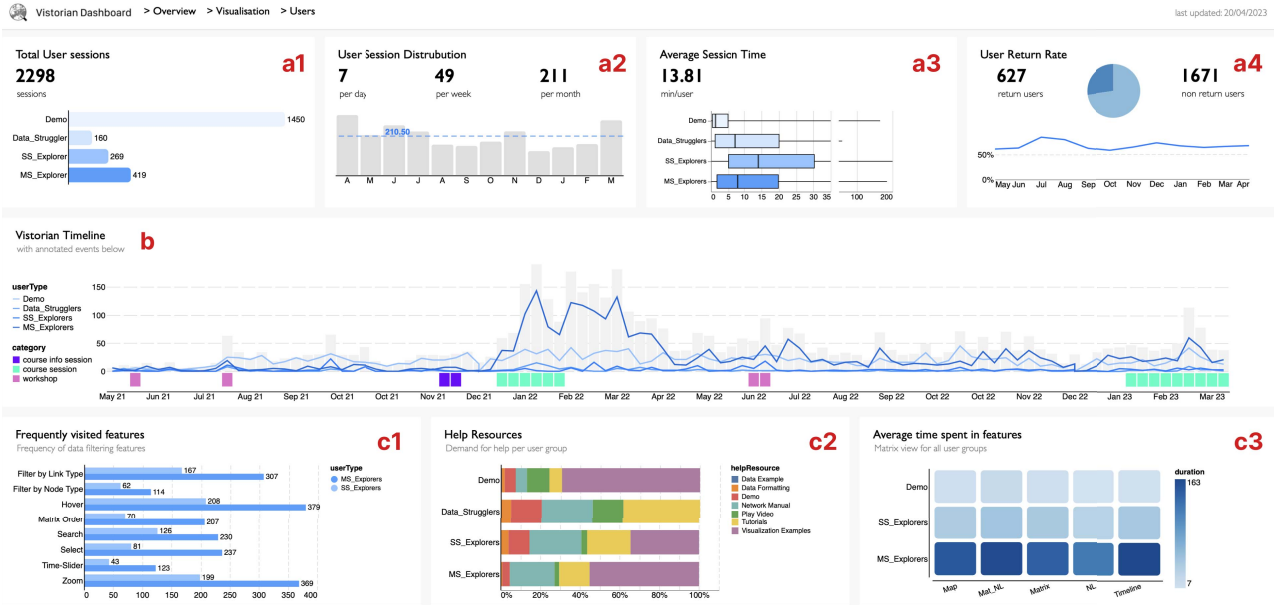 Vistorian Dashboard > Overview > Visualisation > Users
last updated: 20/04/2023
Total User sessions
a1
2298
sessions
Demo 1450
Data_Struggler 160
SS_Explorer 269
MS_Explorer 419
User Session Distrubution
a2
7 49 211
per day per week per month
210.50
A M J J A S O N D J F M
Average Session Time
a3
13.81
min/user
Demo
Data_Strugglers
SS_Explorers
MS_Explorers
0 5 10 15 20 25 30 35 100 200
User Return Rate
a4
627 1671
return users non return users
50%
0%
May Jun Jul Aug Sep Oct Nov Dec Jan Feb Mar Apr
Vistorian Timeline
b
with annotated events below
userType
Demo
Data_Strugglers
SS_Explorers
MS_Explorers
category
course info session
course session
workshop
150
100
50
0
May 21 Jun 21 Jul 21 Aug 21 Sep 21 Oct 21 Oct 21 Nov 21 Dec 21 Jan 22 Feb 22 Mar 22 Apr 22 May 22 Jun 22 Jul 22 Aug 22 Sep 22 Oct 22 Nov 22 Nov 22 Dec 22 Jan 23 Feb 23 Mar 23
Frequently visited features
c1
Frequency of data filtering features
Filter by Link Type 167 307
Filter by Node Type 62 114
Hover 208 379
Matrix Order 70 207
Search 126 230
Select 81 237
Time-Slider 43 123
Zoom 199 369
0 50 100 150 200 250 300 350 400
userType
MS_Exporers
SS_Exporers
Help Resources
c2
Demand for help per user group
Demo
Data_Strugglers
SS_Explorers
MS_Explorers
0% 20% 40% 60% 80% 100%
helpResource
Data Example
Data Formatting
Demo
Network Manual
Play Video
Tutorials
Visualization Examples
Average time spent in features
c3
Matrix view for all user groups
Demo
SS_Explorers
MS_Explorers
Map Mat_NL Matrix NL Timeline
duration
163
7